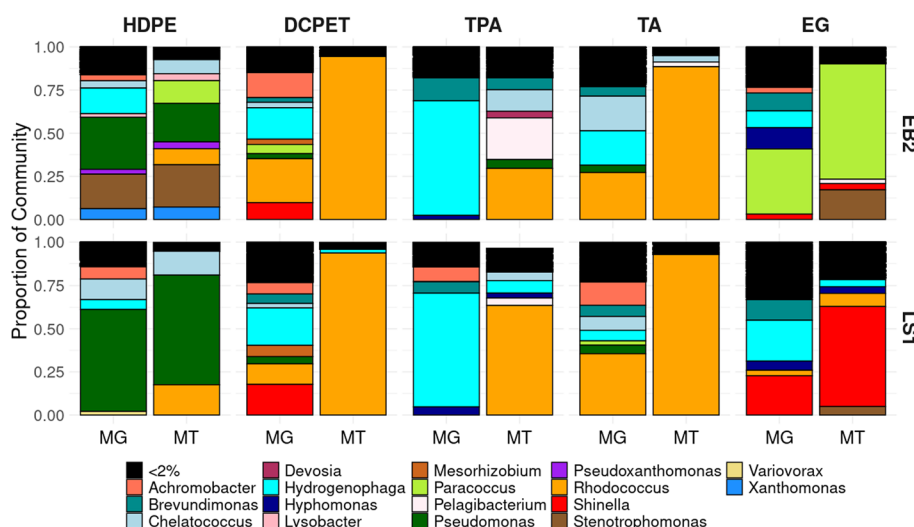 HDPE DCPET TPA TA EG
Proportion of Community
1.00
0.75
0.50
0.25
0.00
EB2
1.00
0.75
0.50
0.25
0.00
LS1
MG MT MG MT MG MT MG MT MG MT
<2% Devosia Mesorhizobium Pseudoxanthomonas Variovorax
Achromobacter Hydrogenophaga Paracoccus Rhodococcus Xanthomonas
Brevundimonas Hyphomonas Pelagibacterium Shinella
Chelatococcus Lysobacter Pseudomonas Stenotrophomonas